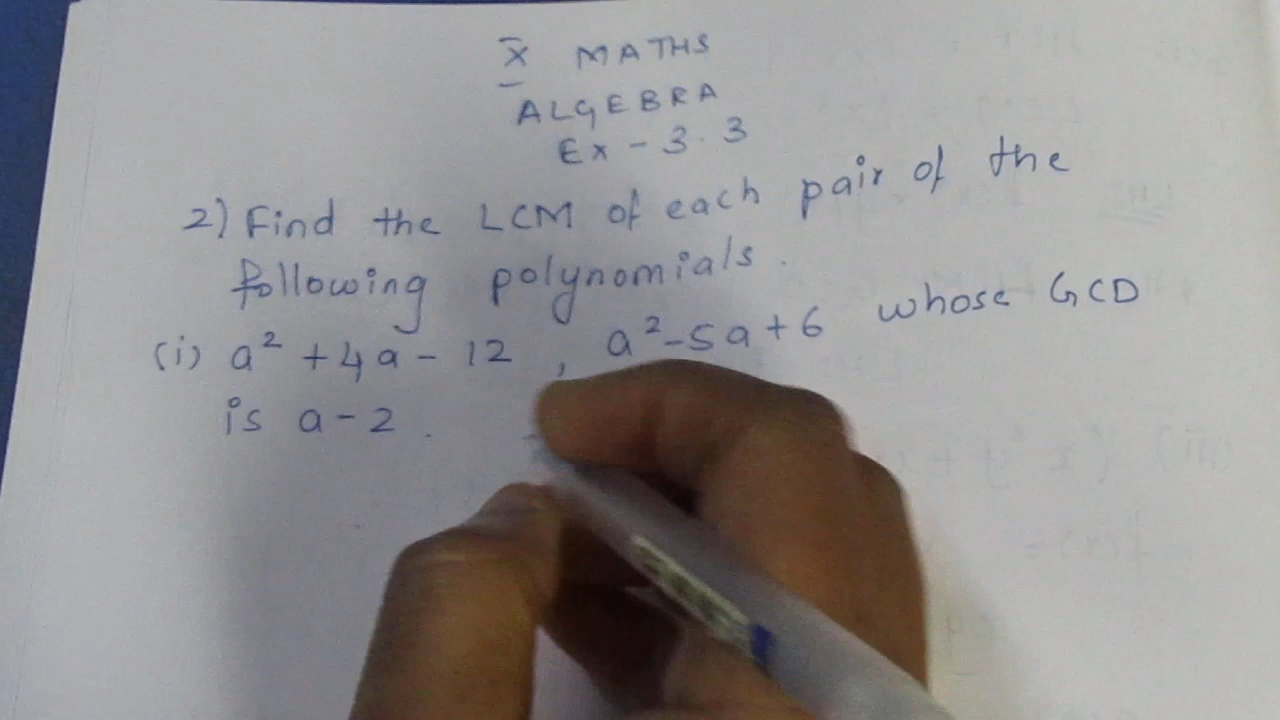 X MATHS
ALGEBRA
Ex - 3.3
2) Find the LCM of each pair of the
following polynomials.
(i) a² + 4a - 12 , a² - 5a + 6 whose GCD
is a - 2.